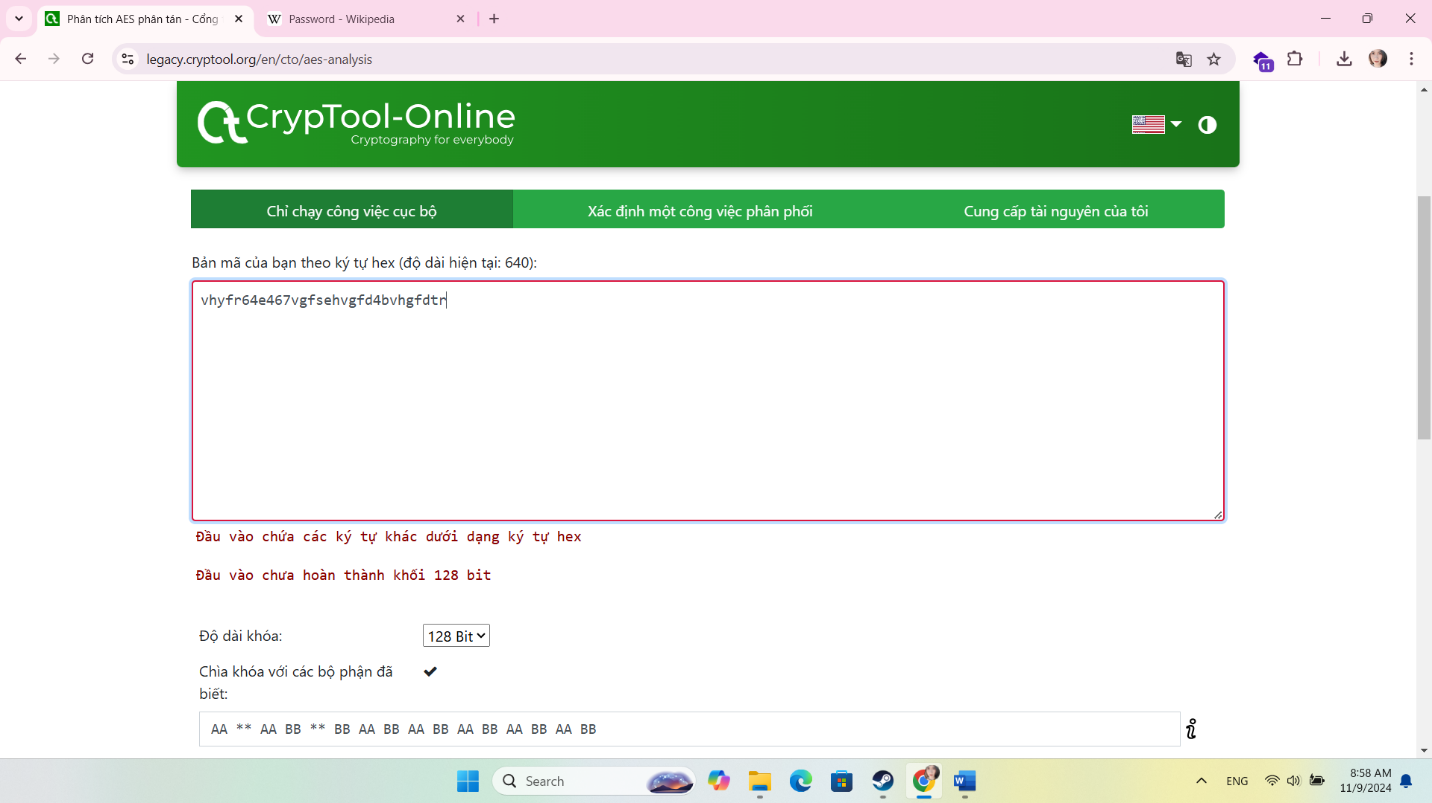 Phân tích AES phân tán - Cổng
Password - Wikipedia
legacy.cryptool.org/en/cto/aes-analysis
11
CrypTool-Online
Cryptography for everybody
Chỉ chạy công việc cục bộ
Xác định một công việc phân phối
Cung cấp tài nguyên của tôi
Bản mã của bạn theo ký tự hex (độ dài hiện tại: 640):
vhyfr64e467vgfsehvgfd4bvhgfdtr
Đầu vào chứa các ký tự khác dưới dạng ký tự hex
Đầu vào chưa hoàn thành khối 128 bit
Độ dài khóa:
128 Bit
Chìa khóa với các bộ phận đã
biết:
AA ** AA BB ** BB AA BB AA BB AA BB AA BB AA BB
Search
ENG
8:58 AM
11/9/2024